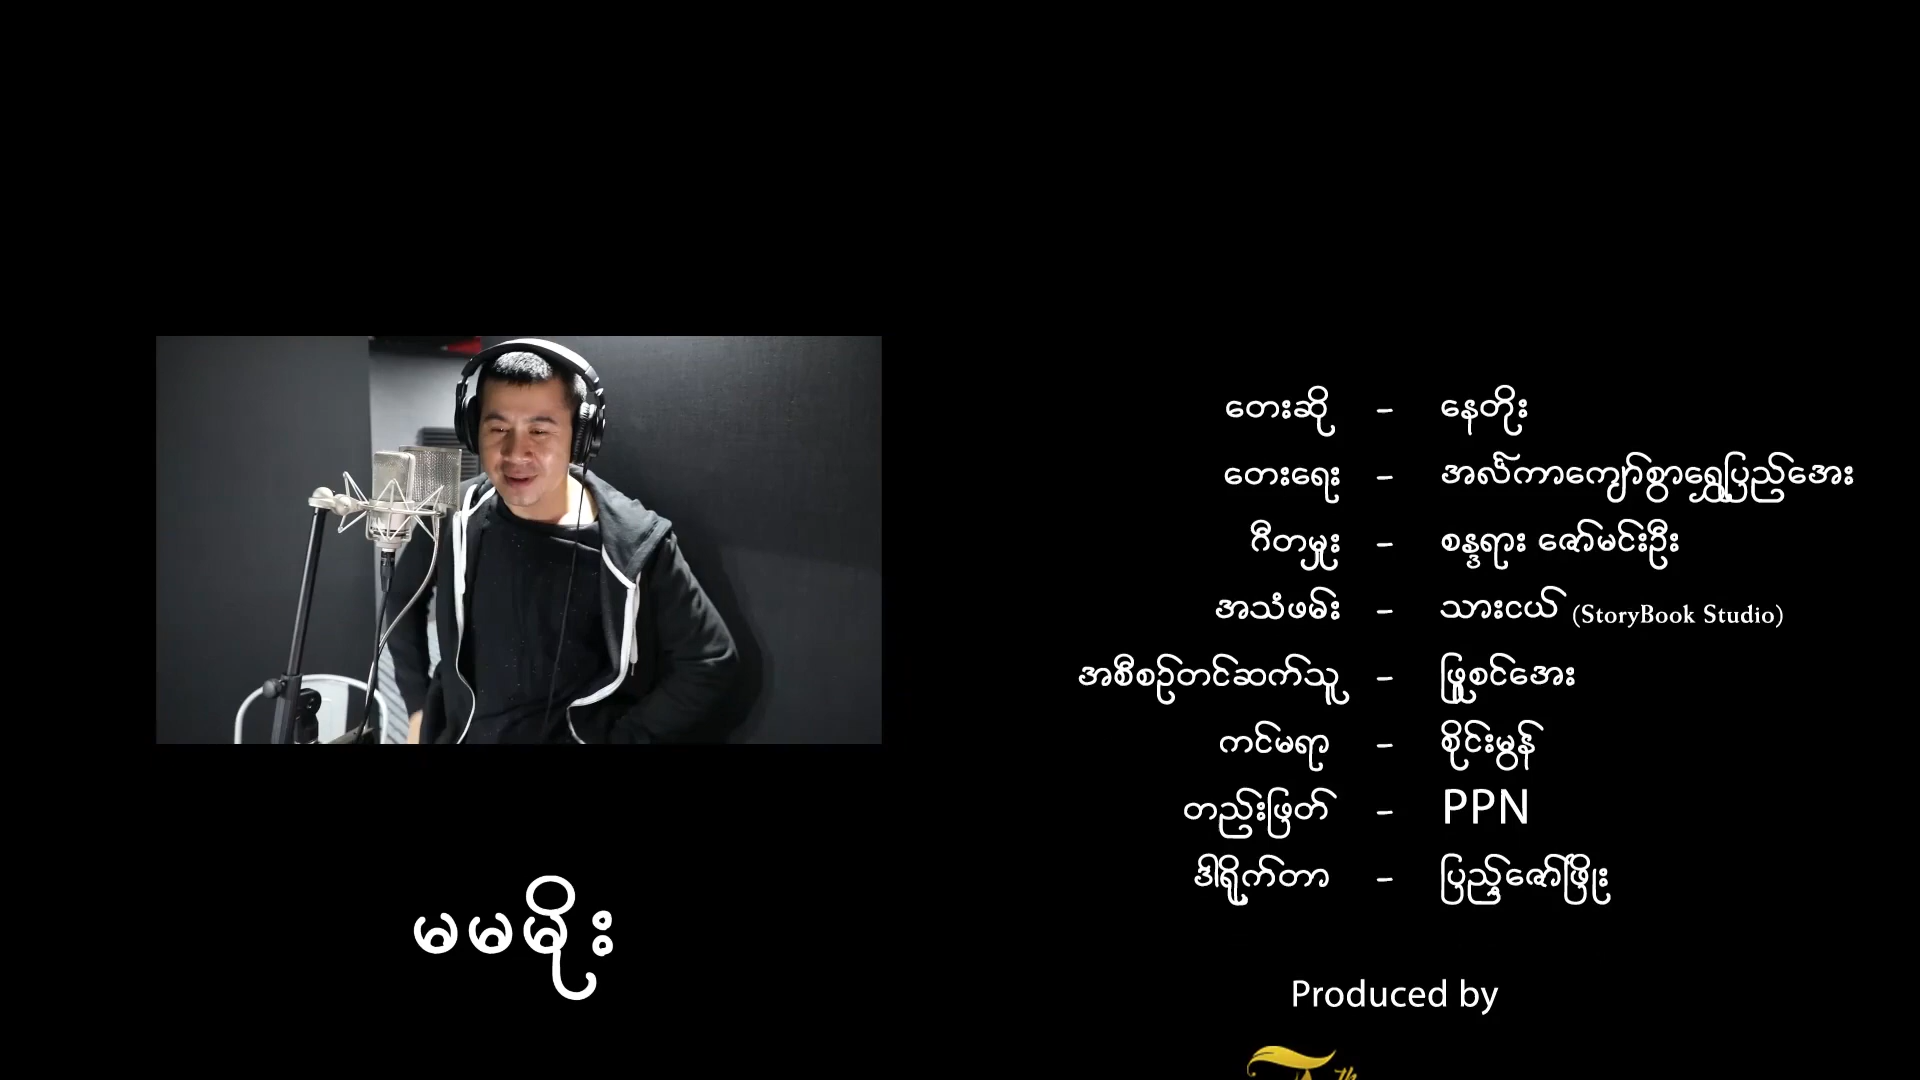 တေးဆို - နေတိုး
တေးရေး - အင်္လကာကျော်စွာရွှေပြည်အေး
ဂီတမှူး - စန္ဒရား ဇော်မင်းဦး
အသံဖမ်း - သားငယ် (StoryBook Studio)
အစီစဉ်တင်ဆက်သူ - ဖြူစင်အေး
ကင်မရာ - စိုင်းမွန်
တည်းဖြတ် - PPN
ဒါရိုက်တာ - ပြည့်ဇော်ဖြိုး
မမမိုး
Produced by